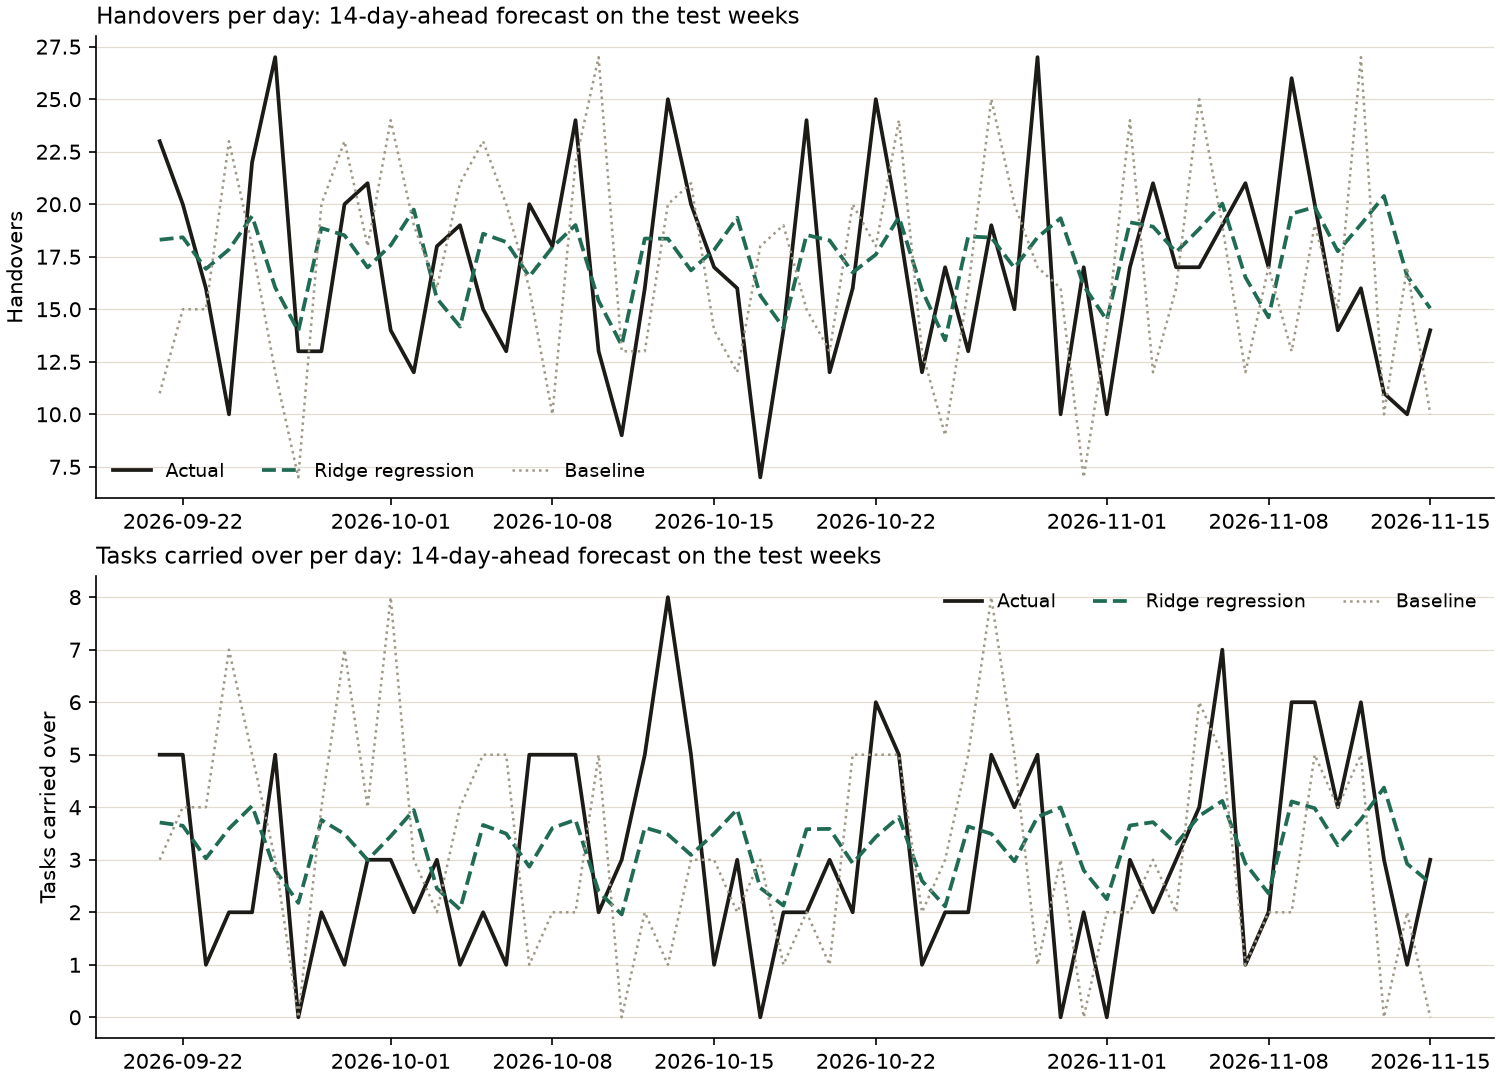 Handovers per day: 14-day-ahead forecast on the test weeks
27.5
25.0
22.5
20.0
17.5
15.0
12.5
10.0
7.5
Handovers
Actual Ridge regression Baseline
2026-09-22 2026-10-01 2026-10-08 2026-10-15 2026-10-22 2026-11-01 2026-11-08 2026-11-15
Tasks carried over per day: 14-day-ahead forecast on the test weeks
8
7
6
5
4
3
2
1
0
Tasks carried over
Actual Ridge regression Baseline
2026-09-22 2026-10-01 2026-10-08 2026-10-15 2026-10-22 2026-11-01 2026-11-08 2026-11-15